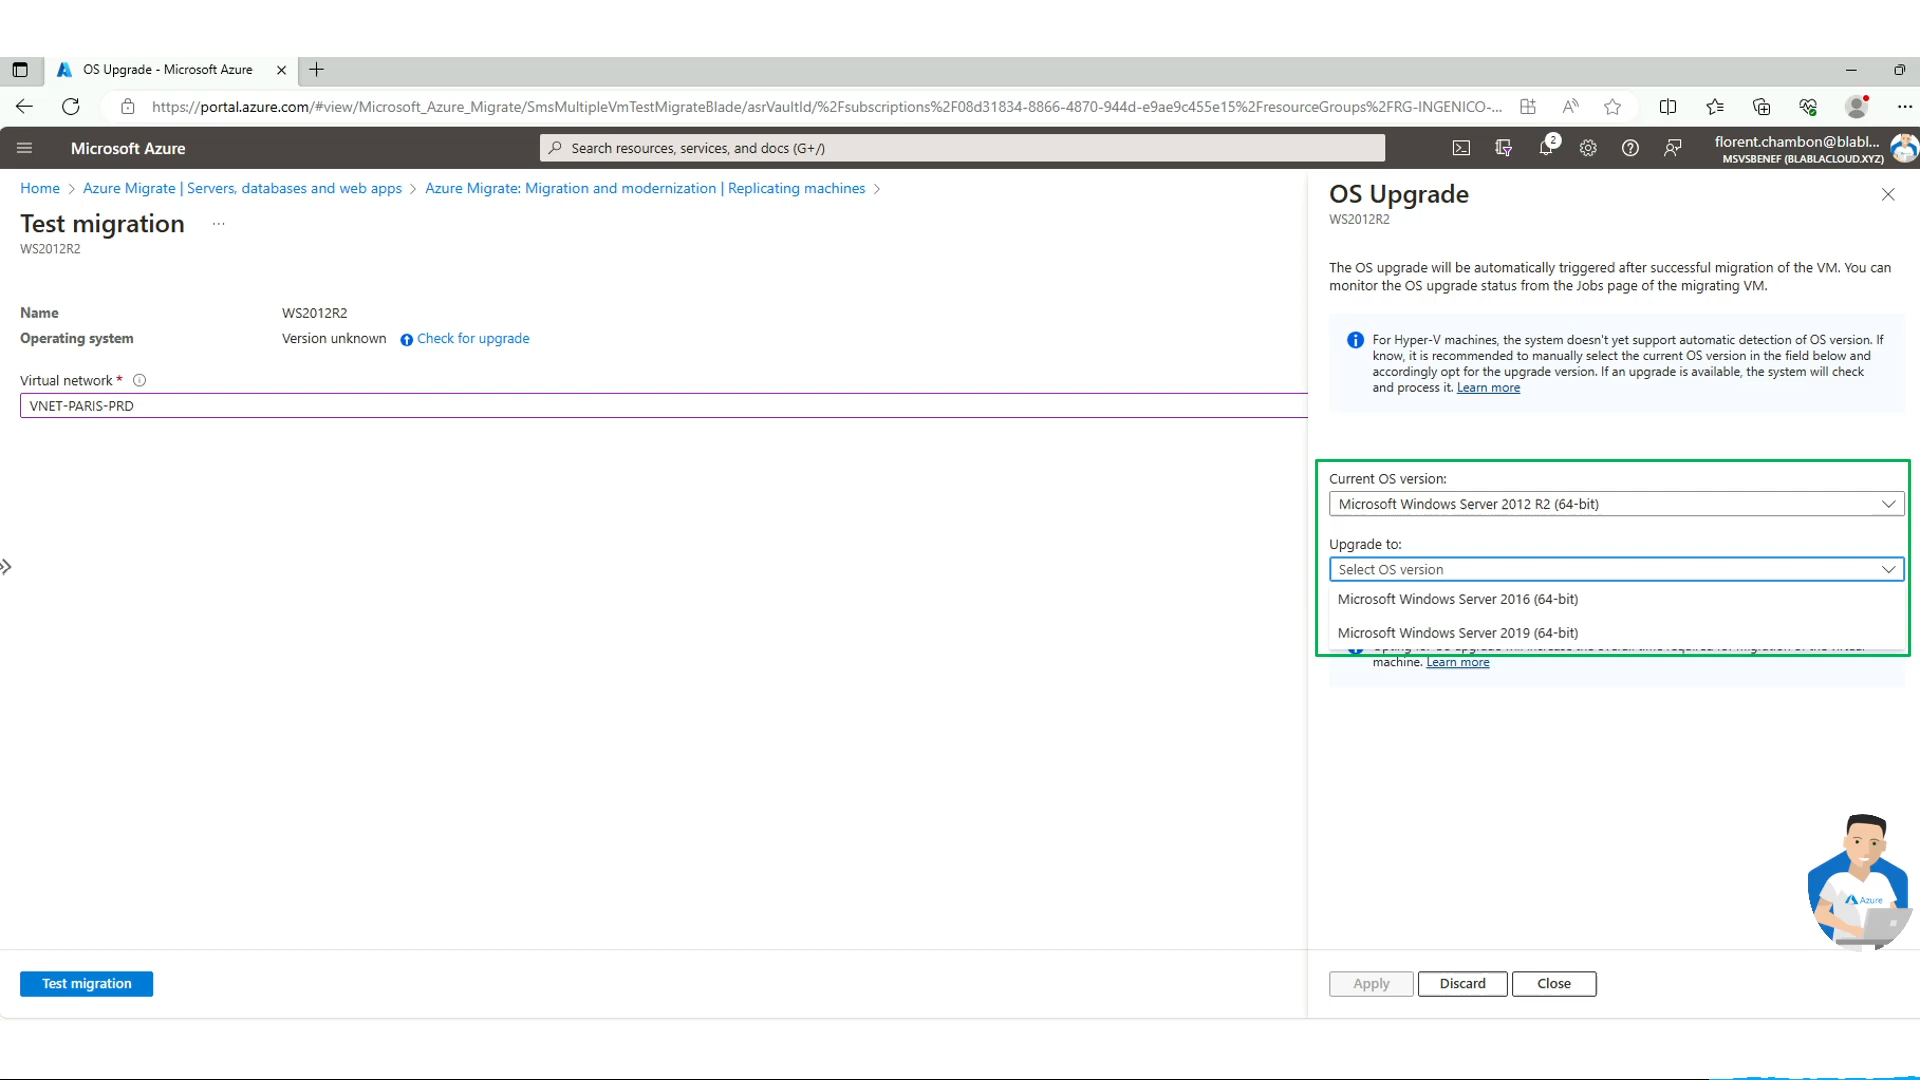 OS Upgrade - Microsoft Azure
https://portal.azure.com/#view/Microsoft_Azure_Migrate/SmsMultipleVmTestMigrateBlade/asrVaultId/%2Fsubscriptions%2F08d31834-8866-4870-944d-e9ae9c455e15%2FresourceGroups%2FRG-INGENICO-...
Microsoft Azure
Search resources, services, and docs (G+/)
2
florent.chambon@blabl...
MSVSBENEF (BLABLACLOUD.XYZ)
Home > Azure Migrate | Servers, databases and web apps > Azure Migrate: Migration and modernization | Replicating machines >
Test migration ...
WS2012R2
Name WS2012R2
Operating system Version unknown Check for upgrade
Virtual network *
VNET-PARIS-PRD
Test migration
OS Upgrade
WS2012R2
The OS upgrade will be automatically triggered after successful migration of the VM. You can
monitor the OS upgrade status from the Jobs page of the migrating VM.
For Hyper-V machines, the system doesn't yet support automatic detection of OS version. If
know, it is recommended to manually select the current OS version in the field below and
accordingly opt for the upgrade version. If an upgrade is available, the system will check
and process it. Learn more
Current OS version:
Microsoft Windows Server 2012 R2 (64-bit)
Upgrade to:
Select OS version
Microsoft Windows Server 2016 (64-bit)
Microsoft Windows Server 2019 (64-bit)
machine. Learn more
Azure
Apply Discard Close